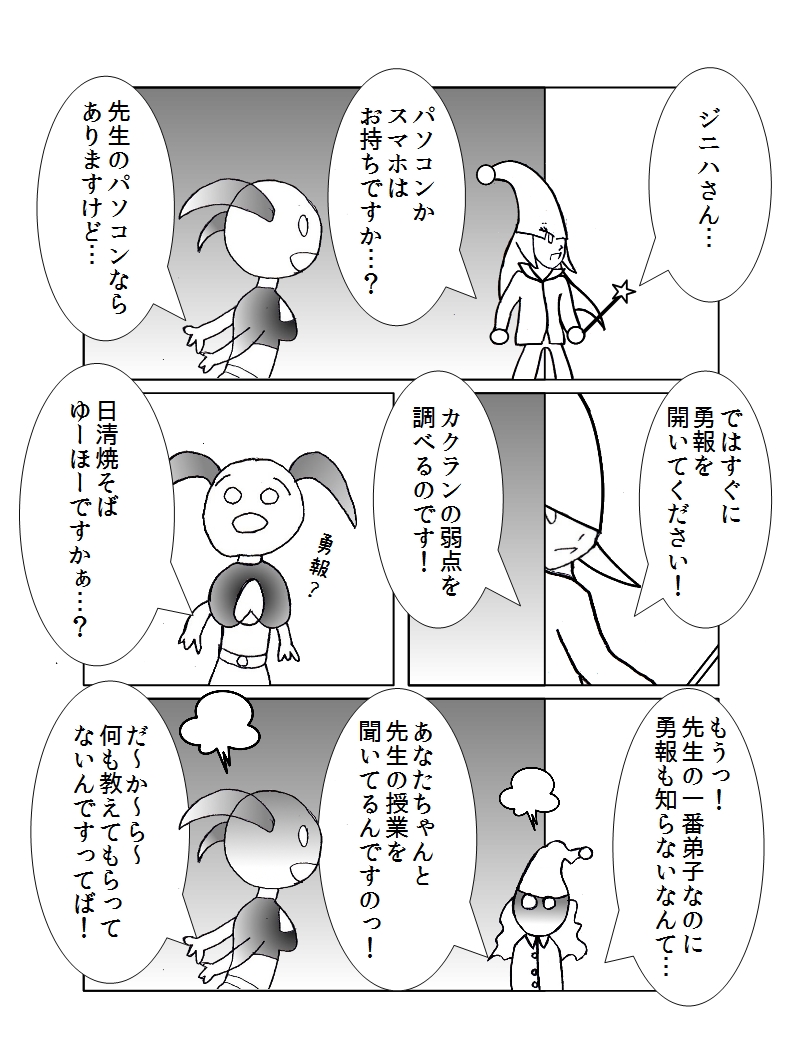 ジニハさん…
パソコンか
スマホは
お持ちですか…?
先生のパソコンなら
ありますけど…
ではすぐに
勇報を
開いてください!
カクランの弱点を
調べるのです!
勇報?
日清焼そば
ゆーほーですかぁ…?
もうっ!
先生の一番弟子なのに
勇報も知らないなんて…
あなたちゃんと
先生の授業を
聞いてるんですのっ!
だ~か~ら~
何も教えてもらって
ないんですってば!